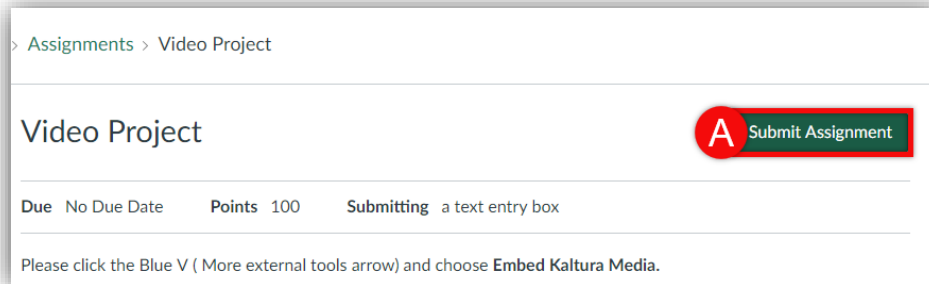 › Assignments › Video Project
Video Project
A Submit Assignment
Due No Due Date Points 100 Submitting a text entry box
Please click the Blue V ( More external tools arrow) and choose Embed Kaltura Media.